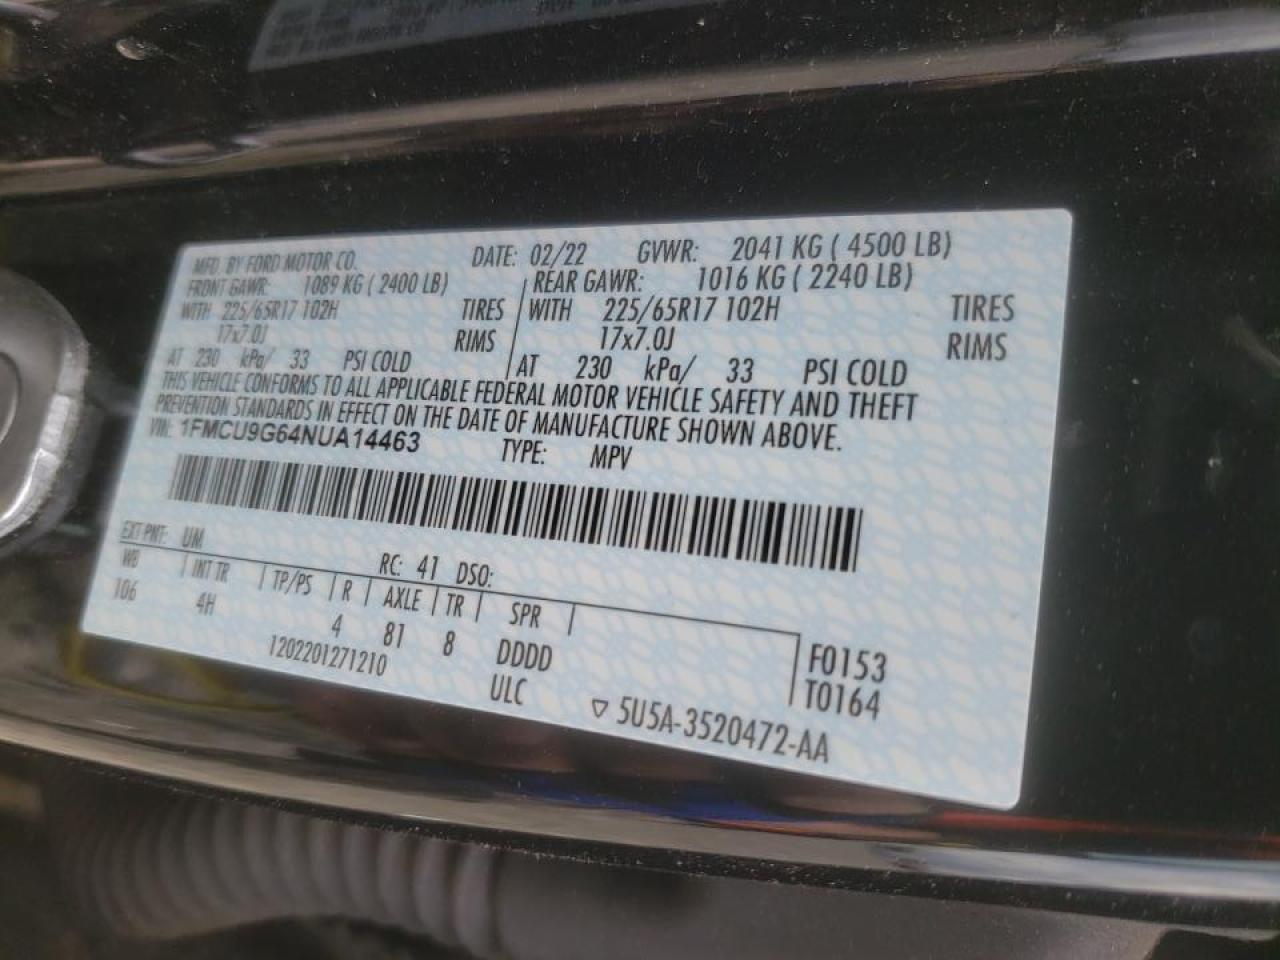 MFD. BY FORD MOTOR CO. DATE: 02/22 GVWR: 2041 KG ( 4500 LB)
FRONT GAWR: 1089 KG ( 2400 LB) REAR GAWR: 1016 KG ( 2240 LB)
WITH 225/65R17 102H TIRES WITH 225/65R17 102H TIRES
17x7.0J RIMS 17x7.0J RIMS
AT 230 kPa/ 33 PSI COLD AT 230 kPa/ 33 PSI COLD
THIS VEHICLE CONFORMS TO ALL APPLICABLE FEDERAL MOTOR VEHICLE SAFETY AND THEFT
PREVENTION STANDARDS IN EFFECT ON THE DATE OF MANUFACTURE SHOWN ABOVE.
VIN: 1FMCU9G64NUA14463 TYPE: MPV
EXT PNT: UM RC: 41 DSO:
WB INT TR TP/PS R AXLE TR SPR
106 4H 4 81 8 DDDD F0153
1202201271210 ULC T0164
▽ 5U5A-3520472-AA